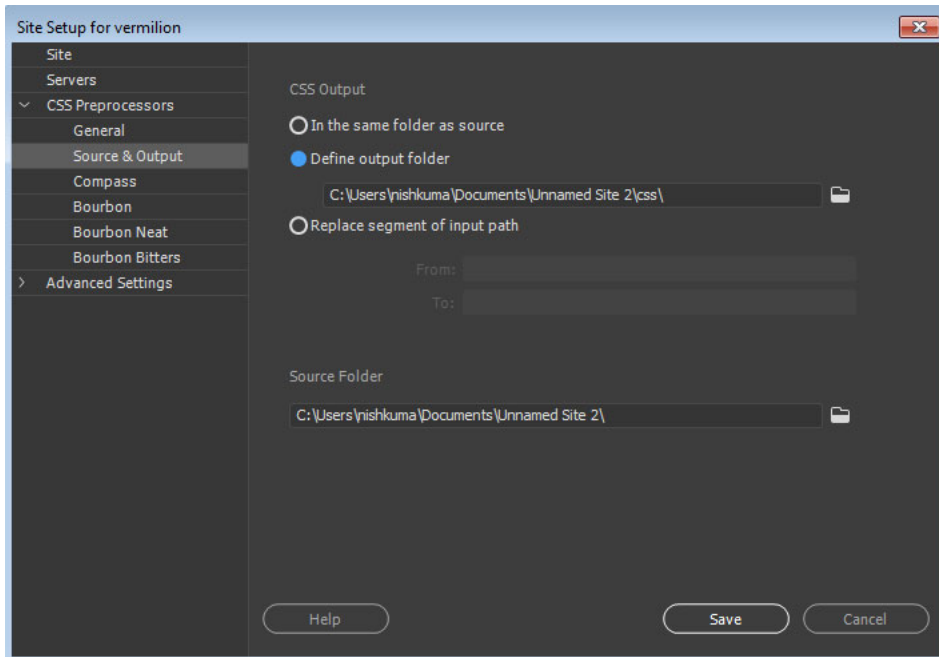 Site Setup for vermilion
Site
Servers
CSS Preprocessors
General
Source & Output
Compass
Bourbon
Bourbon Neat
Bourbon Bitters
Advanced Settings
CSS Output
In the same folder as source
Define output folder
C:\Users\nishkuma\Documents\Unnamed Site 2\css\
Replace segment of input path
From:
To:
Source Folder
C:\Users\nishkuma\Documents\Unnamed Site 2\
Help
Save
Cancel